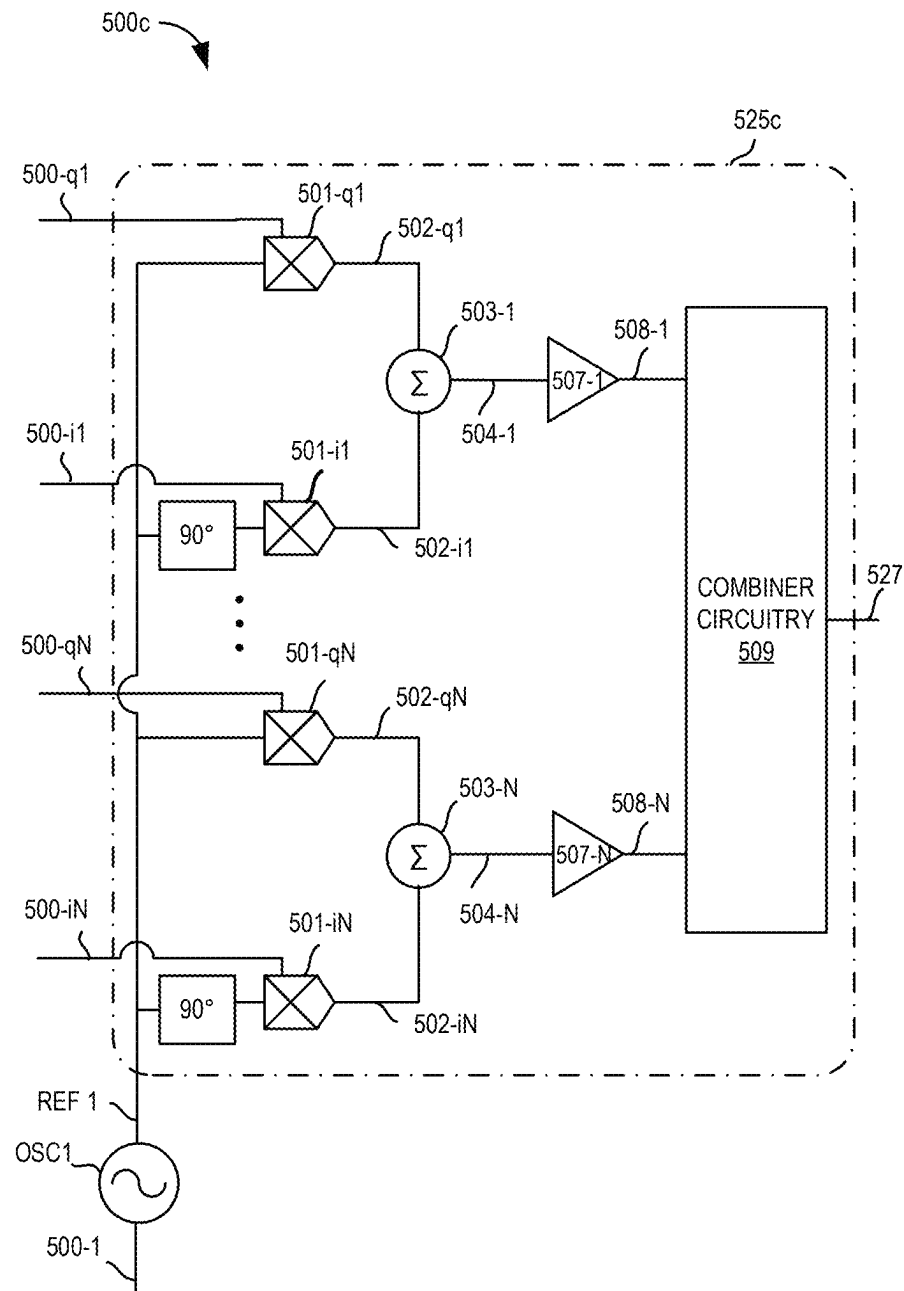 500c
525c
500-q1
501-q1
502-q1
503-1
508-1
Σ
507-1
504-1
500-i1
501-i1
90°
502-i1
527
COMBINER
CIRCUITRY
509
500-qN
501-qN
502-qN
503-N
508-N
Σ
507-N
504-N
500-iN
501-iN
90°
502-iN
REF 1
OSC1
500-1